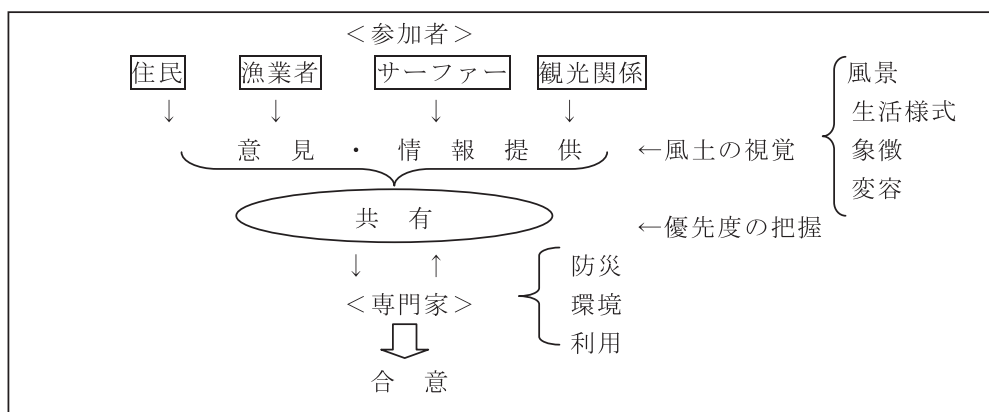 ＜参加者＞
住民 漁業者 サーファー 観光関係
↓ ↓ ↓ ↓
意見・情報提供 ←風土の視覚
風景
生活様式
象徴
変容
共有
←優先度の把握
↓ ↑
＜専門家＞
防災
環境
利用
合意